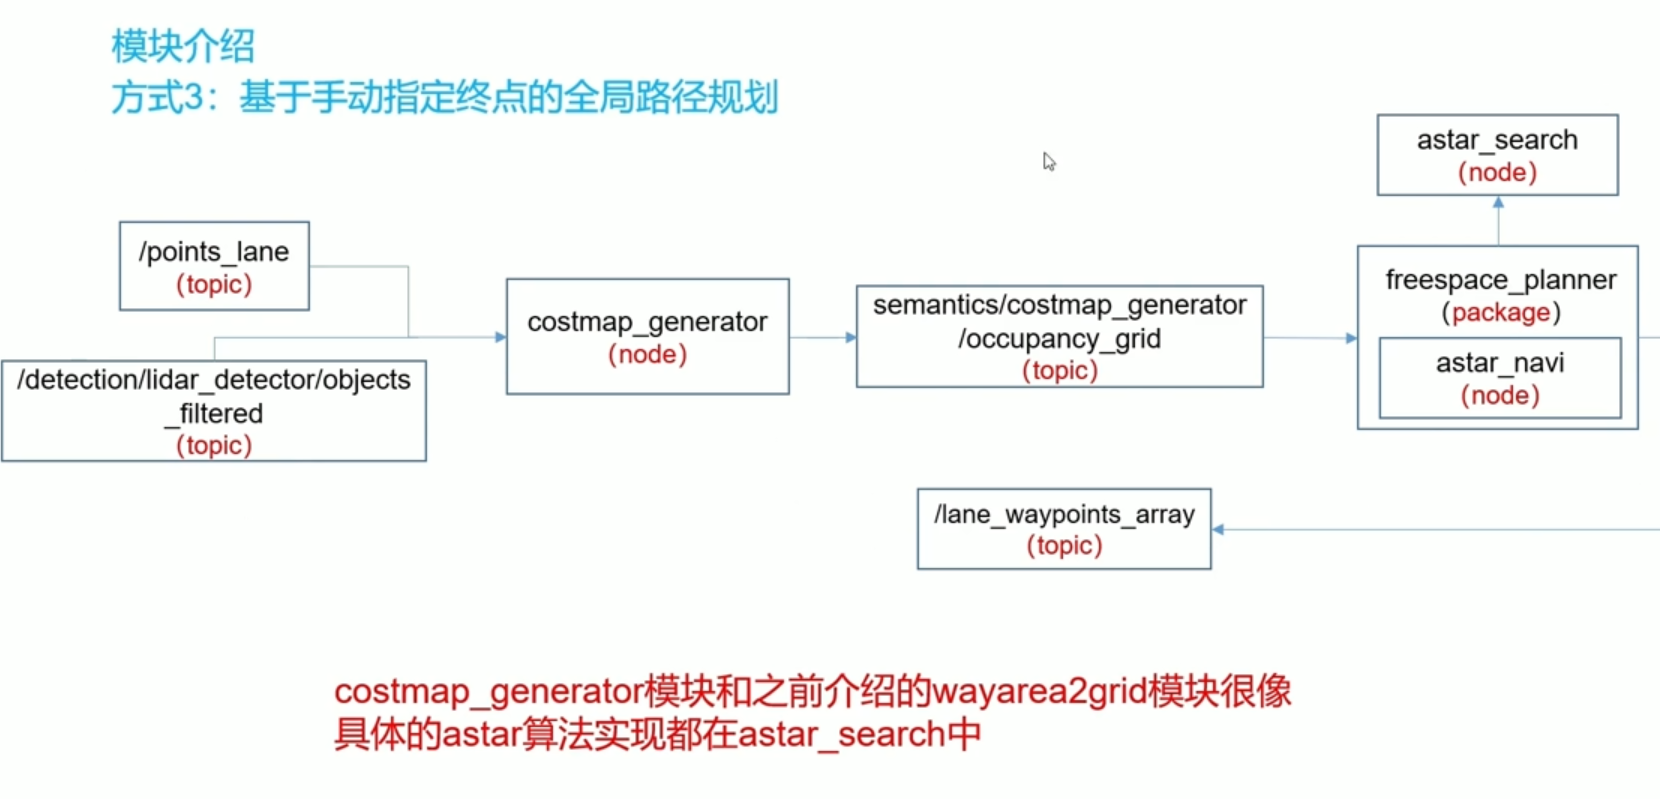 模块介绍
方式3：基于手动指定终点的全局路径规划
astar_search
(node)
/points_lane
(topic)
freespace_planner
(package)
costmap_generator
(node)
semantics/costmap_generator
/occupancy_grid
(topic)
astar_navi
(node)
/detection/lidar_detector/objects
_filtered
(topic)
/lane_waypoints_array
(topic)
costmap_generator模块和之前介绍的wayarea2grid模块很像
具体的astar算法实现都在astar_search中